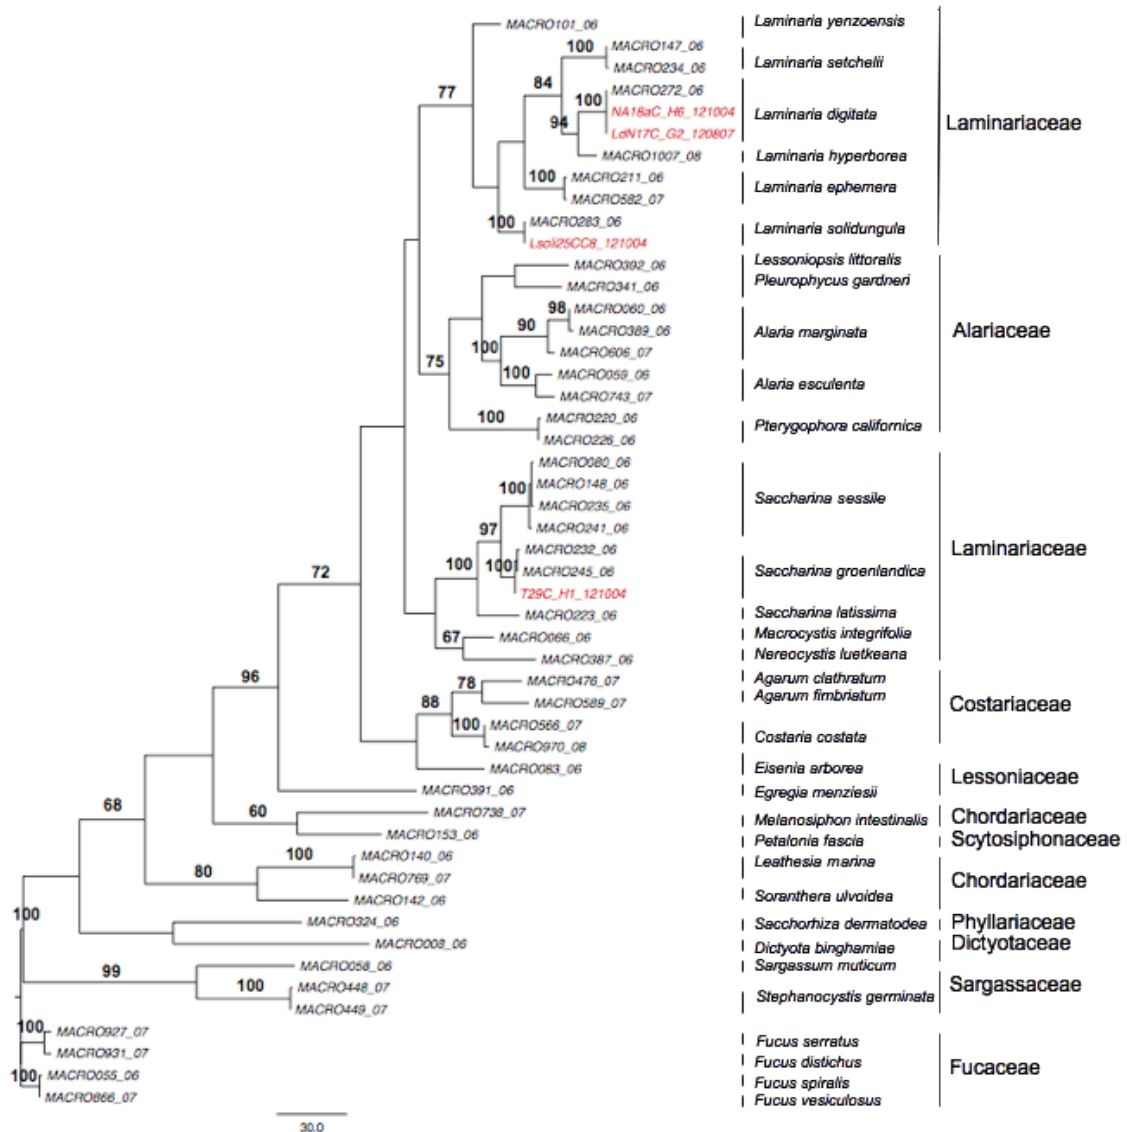 MACRO101_06 Laminaria yenzoensis
100 MACRO147_06
MACRO234_06 Laminaria setchelii
84
77
MACRO272_06
100
NA18aC_H6_121004 Laminaria digitata
Laminariaceae
94
LdN17C_G2_120807
MACRO1007_08 Laminaria hyperborea
100 MACRO211_06
Laminaria ephemera
MACRO582_07
100 MACRO283_06 Laminaria solidungula
Lsoli25CC8_121004
MACRO392_06 Lessoniopsis littoralis
MACRO341_06 Pleurophycus gardneri
98 MACRO060_06
90 MACRO389_06 Alaria marginata Alariaceae
100 MACRO606_07
75
100 MACRO059_06
Alaria esculenta
MACRO743_07
100 MACRO220_06
Pterygophora californica
MACRO226_06
MACRO080_06
100 MACRO148_06
Saccharina sessile
MACRO235_06
97 MACRO241_06
MACRO232_06 Laminariaceae
100 100 MACRO245_06 Saccharina groenlandica
72
T29C_H1_121004
MACRO223_06 Saccharina latissima
67 MACRO066_06 Macrocystis integrifolia
MACRO387_06 Nereocystis luetkeana
96 78 MACRO476_07 Agarum clathratum
88 MACRO589_07 Agarum fimbriatum
Costariaceae
100 MACRO566_07
Costaria costata
MACRO970_08
MACRO083_06 Eisenia arborea
Lessoniaceae
MACRO391_06 Egregia menziesii
68 60 MACRO738_07 Melanosiphon intestinalis Chordariaceae
MACRO153_06 Petalonia fascia Scytosiphonaceae
100 MACRO140_06 Leathesia marina
80 MACRO769_07 Chordariaceae
MACRO142_06 Soranthera ulvoidea
100 MACRO324_06 Sacchorhiza dermatodea Phyllariaceae
MACRO008_06 Dictyota binghamiae Dictyotaceae
99 MACRO058_06 Sargassum muticum
100 MACRO448_07 Sargassaceae
Stephanocystis germinata
MACRO449_07
100 MACRO927_07 Fucus serratus
MACRO931_07 Fucus distichus
Fucaceae
100 MACRO055_06 Fucus spiralis
MACRO866_07 Fucus vesiculosus
30.0